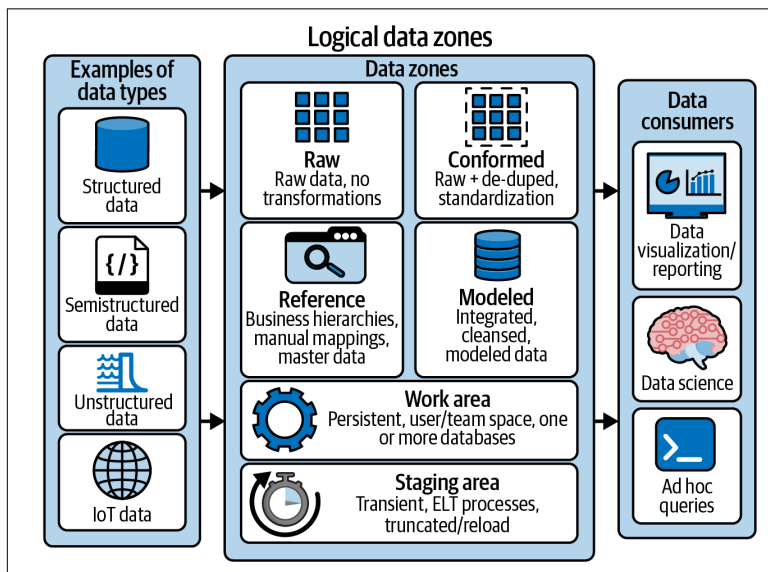 Logical data zones
Examples of
data types
Structured
data
{/}
Semistructured
data
Unstructured
data
IoT data
Data zones
Raw
Raw data, no
transformations
Conformed
Raw + de-duped,
standardization
Reference
Business hierarchies,
manual mappings,
master data
Modeled
Integrated,
cleansed,
modeled data
Work area
Persistent, user/team space, one
or more databases
Staging area
Transient, ELT processes,
truncated/reload
Data
consumers
Data
visualization/
reporting
Data science
Ad hoc
queries